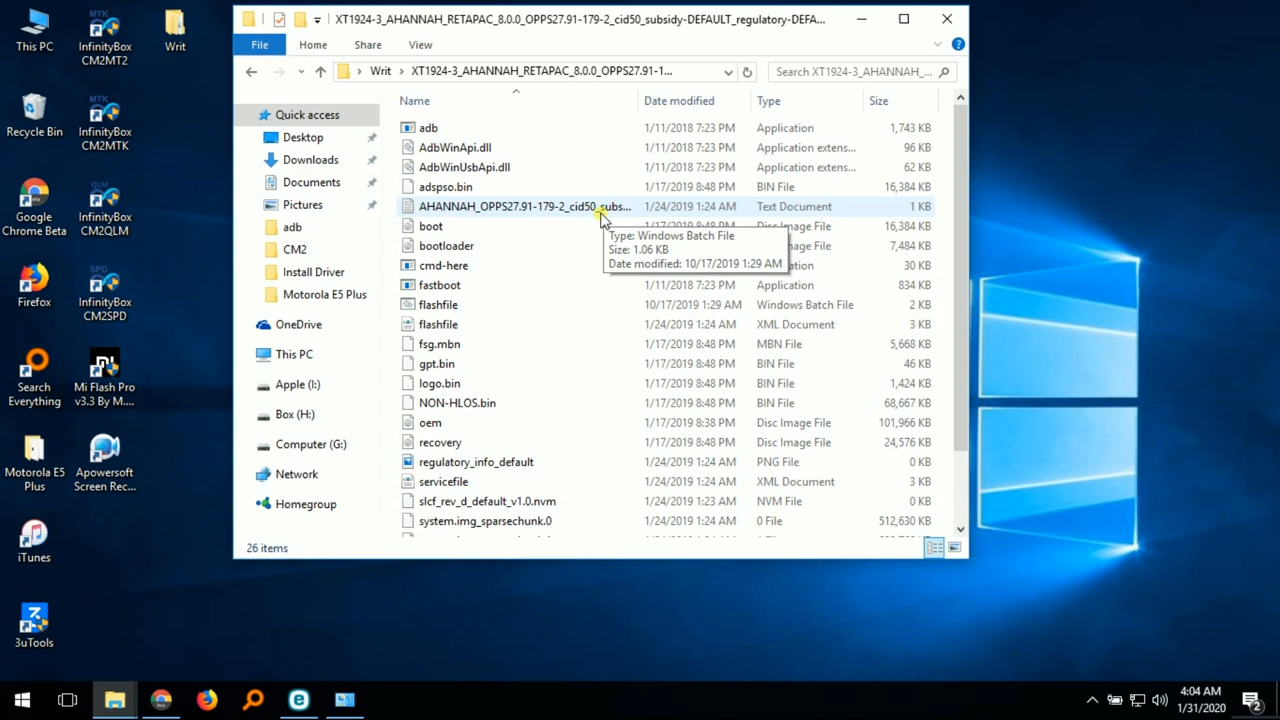 This PC
InfinityBox
CM2MT2
Writ
Recycle Bin
MTK
InfinityBox
CM2MTK
Google
Chrome Beta
QLM
InfinityBox
CM2QLM
Firefox
SPD
InfinityBox
CM2SPD
Search
Everything
Mi Flash Pro
v3.3 By M....
Motorola E5
Plus
Apowersoft
Screen Rec...
iTunes
3uTools
XT1924-3_AHANNAH_RETAPAC_8.0.0_OPPS27.91-179-2_cid50_subsidy-DEFAULT_regulatory-DEFA...
File Home Share View
Writ XT1924-3_AHANNAH_RETAPAC_8.0.0_OPPS27.91-1... Search XT1924-3_AHANNAH_...
Quick access
Desktop
Downloads
Documents
Pictures
adb
CM2
Install Driver
Motorola E5 Plus
OneDrive
This PC
Apple (I:)
Box (H:)
Computer (G:)
Network
Homegroup
Name Date modified Type Size
adb 1/11/2018 7:23 PM Application 1,743 KB
AdbWinApi.dll 1/11/2018 7:23 PM Application extens... 96 KB
AdbWinUsbApi.dll 1/11/2018 7:23 PM Application extens... 62 KB
adspso.bin 1/17/2019 8:48 PM BIN File 16,384 KB
AHANNAH_OPPS27.91-179-2_cid50_subs... 1/24/2019 1:24 AM Text Document 1 KB
boot 1/17/2019 8:48 PM Disc Image File 16,384 KB
bootloader Image File 7,484 KB
cmd-here 30 KB
Type: Windows Batch File
Size: 1.06 KB
Date modified: 10/17/2019 1:29 AM
fastboot 1/11/2018 7:23 PM Application 834 KB
flashfile 10/17/2019 1:29 AM Windows Batch File 2 KB
flashfile 1/24/2019 1:24 AM XML Document 3 KB
fsg.mbn 1/17/2019 8:48 PM MBN File 5,668 KB
gpt.bin 1/17/2019 8:48 PM BIN File 46 KB
logo.bin 1/17/2019 8:48 PM BIN File 1,424 KB
NON-HLOS.bin 1/17/2019 8:48 PM BIN File 68,667 KB
oem 1/17/2019 8:38 PM Disc Image File 101,966 KB
recovery 1/17/2019 8:48 PM Disc Image File 24,576 KB
regulatory_info_default 1/24/2019 1:24 AM PNG File 0 KB
servicefile 1/24/2019 1:24 AM XML Document 3 KB
slcf_rev_d_default_v1.0.nvm 1/24/2019 1:23 AM NVM File 0 KB
system.img_sparsechunk.0 1/24/2019 1:24 AM 0 File 512,630 KB
26 items
4:04 AM
1/31/2020
2